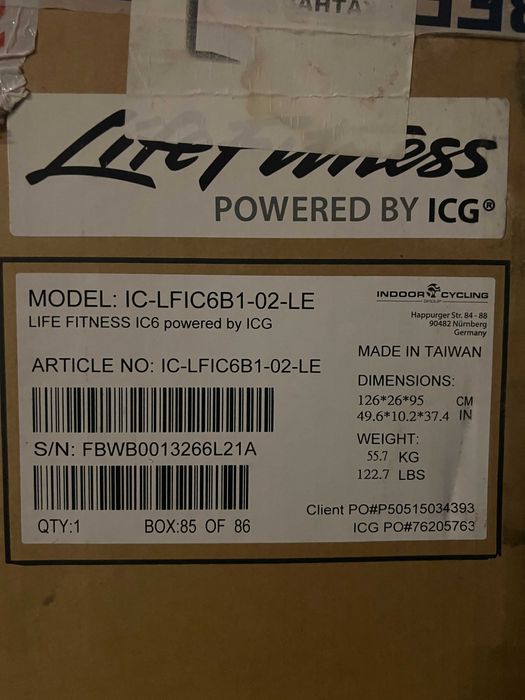 АНТА
Life Fitness
POWERED BY ICG®
MODEL: IC-LFIC6B1-02-LE
LIFE FITNESS IC6 powered by ICG
ARTICLE NO: IC-LFIC6B1-02-LE
S/N: FBWB0013266L21A
QTY:1 BOX:85 OF 86
INDOOR CYCLING
GROUP
Happurger Str. 84 - 88
90482 Nürnberg
Germany
MADE IN TAIWAN
DIMENSIONS:
126*26*95 CM
49.6*10.2*37.4 IN
WEIGHT:
55.7 KG
122.7 LBS
Client PO#P50515034393
ICG PO#76205763